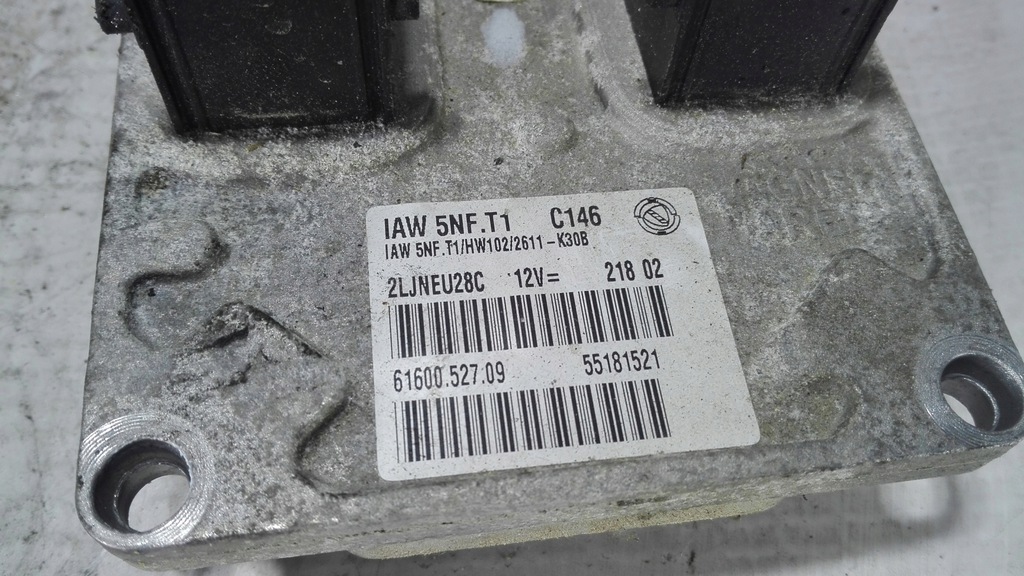 IAW 5NF.T1 C146
IAW 5NF.T1/HW102/2611-K30B
2LJNEU28C 12V= 218 02
61600.527.09 55181521